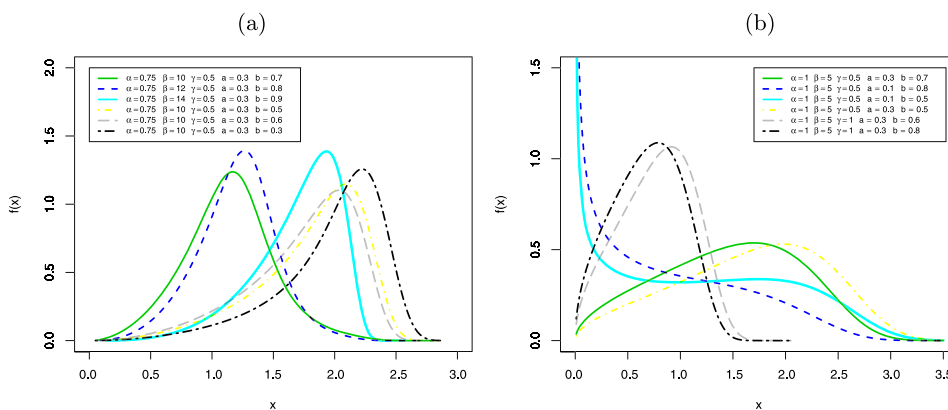 (a)
(b)
2.0
1.5
1.0
0.5
0.0
f(x)
α=0.75 β=10 γ=0.5 a=0.3 b=0.7
α=0.75 β=12 γ=0.5 a=0.3 b=0.8
α=0.75 β=14 γ=0.5 a=0.3 b=0.9
α=0.75 β=10 γ=0.5 a=0.3 b=0.5
α=0.75 β=10 γ=0.5 a=0.3 b=0.6
α=0.75 β=10 γ=0.5 a=0.3 b=0.3
0.0 0.5 1.0 1.5 2.0 2.5 3.0
x
1.5
1.0
0.5
0.0
f(x)
α=1 β=5 γ=0.5 a=0.3 b=0.7
α=1 β=5 γ=0.5 a=0.1 b=0.8
α=1 β=5 γ=0.5 a=0.1 b=0.5
α=1 β=5 γ=0.5 a=0.3 b=0.5
α=1 β=5 γ=1 a=0.3 b=0.6
α=1 β=5 γ=1 a=0.3 b=0.8
0.0 0.5 1.0 1.5 2.0 2.5 3.0 3.5
x